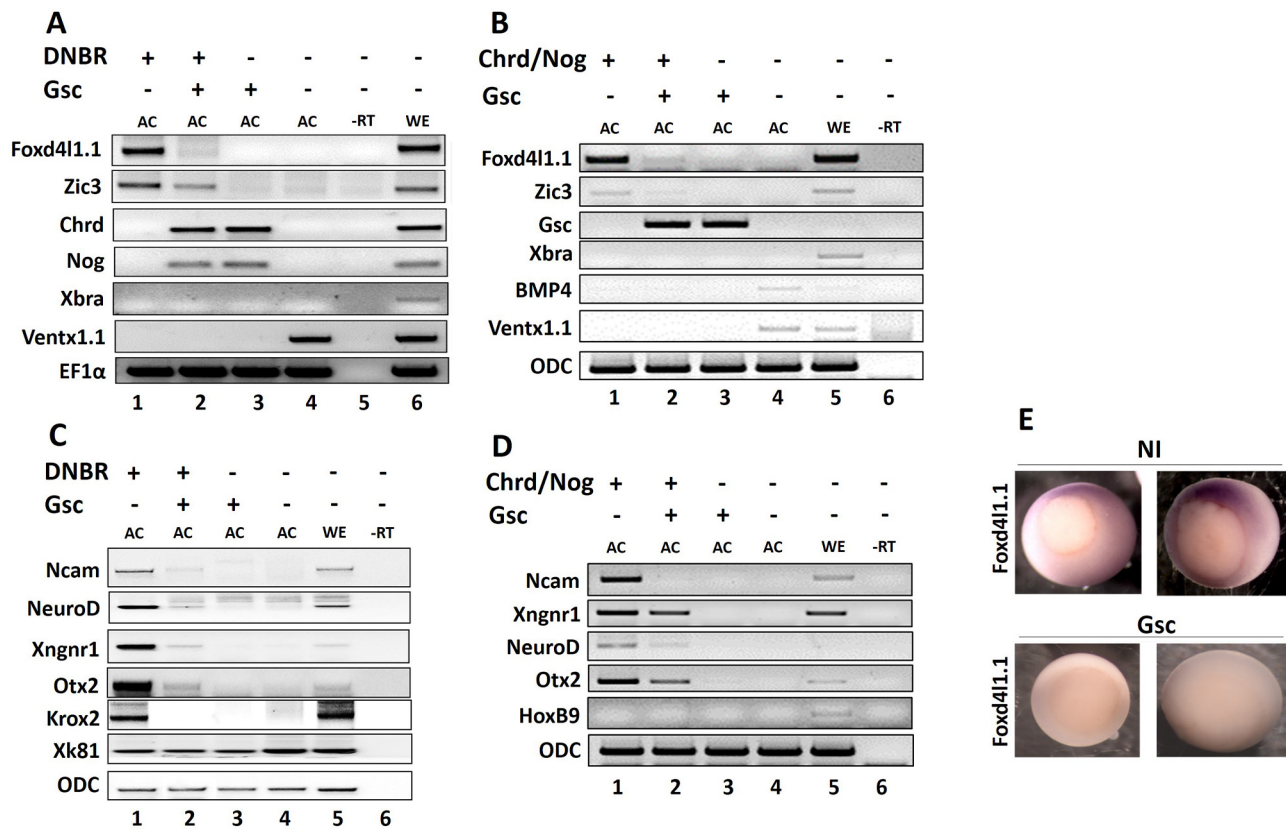 A
DNBR + + - - - -
Gsc - + + - - -
AC AC AC AC -RT WE
Foxd4l1.1
Zic3
Chrd
Nog
Xbra
Ventx1.1
EF1α
1 2 3 4 5 6
B
Chrd/Nog + + - - - -
Gsc - + + - - -
AC AC AC AC WE -RT
Foxd4l1.1
Zic3
Gsc
Xbra
BMP4
Ventx1.1
ODC
1 2 3 4 5 6
C
DNBR + + - - - -
Gsc - + + - - -
AC AC AC AC WE -RT
Ncam
NeuroD
Xngnr1
Otx2
Krox2
Xk81
ODC
1 2 3 4 5 6
D
Chrd/Nog + + - - - -
Gsc - + + - - -
AC AC AC AC WE -RT
Ncam
Xngnr1
NeuroD
Otx2
HoxB9
ODC
1 2 3 4 5 6
E
NI
Foxd4l1.1
Gsc
Foxd4l1.1